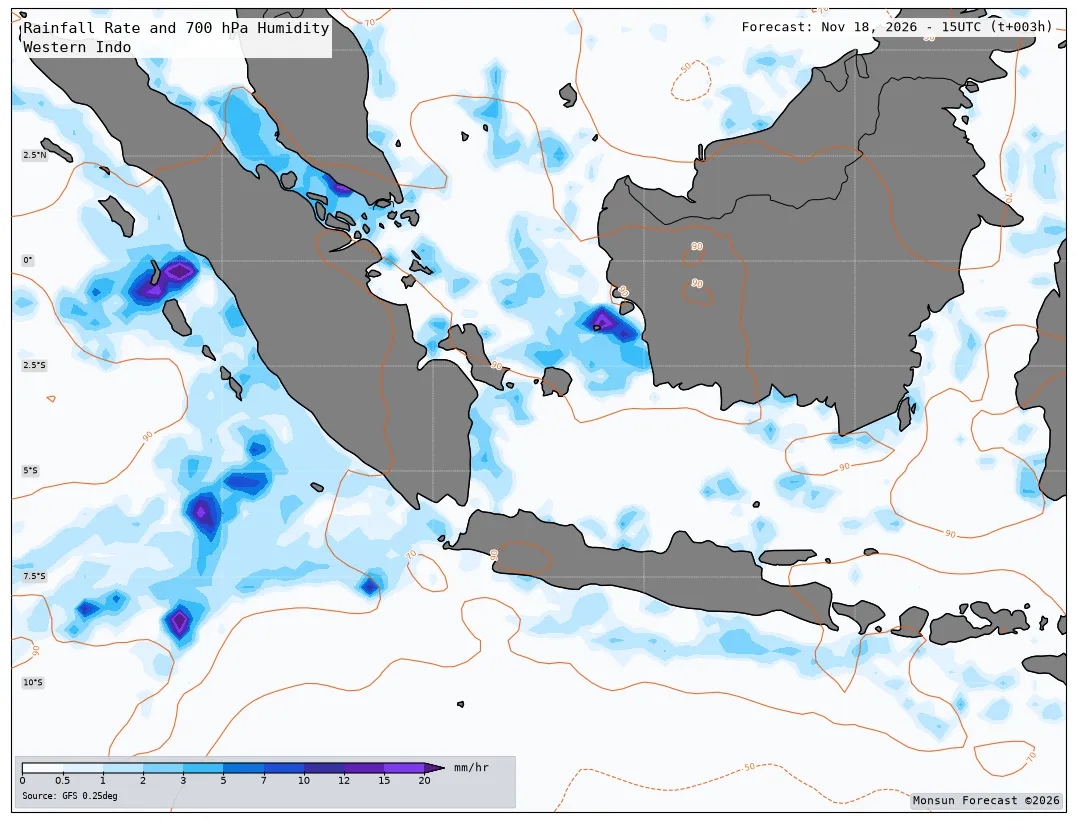 Rainfall Rate and 700 hPa Humidity
Western Indo
Forecast: Nov 18, 2026 - 15UTC (t+003h)
70
70
90
50
2.5°N
70
0°
90
90
90
2.5°S
90
90
5°S
90
90
70
90
7.5°S
90
10°S
50
70
mm/hr
0 0.5 1 2 3 5 7 10 12 15 20
Source: GFS 0.25deg
Monsun Forecast ©2026